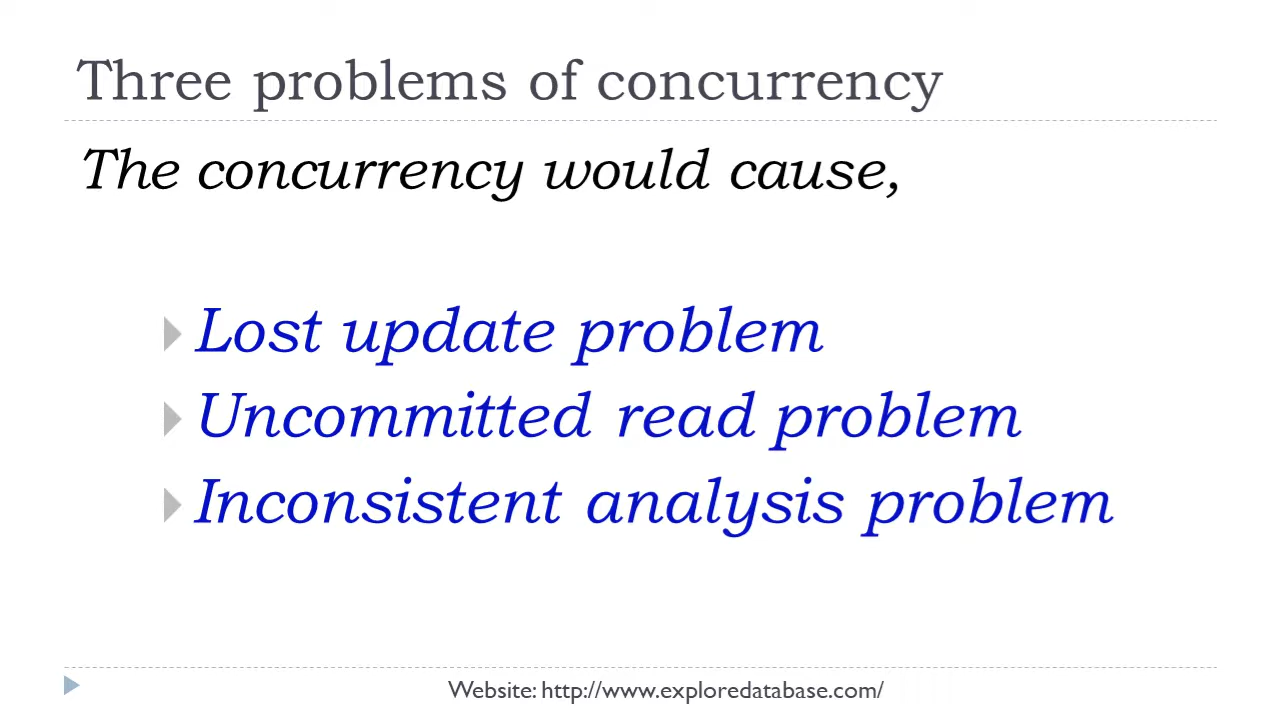 Three problems of concurrency
The concurrency would cause,
Lost update problem
Uncommitted read problem
Inconsistent analysis problem
Website: http://www.exploredatabase.com/